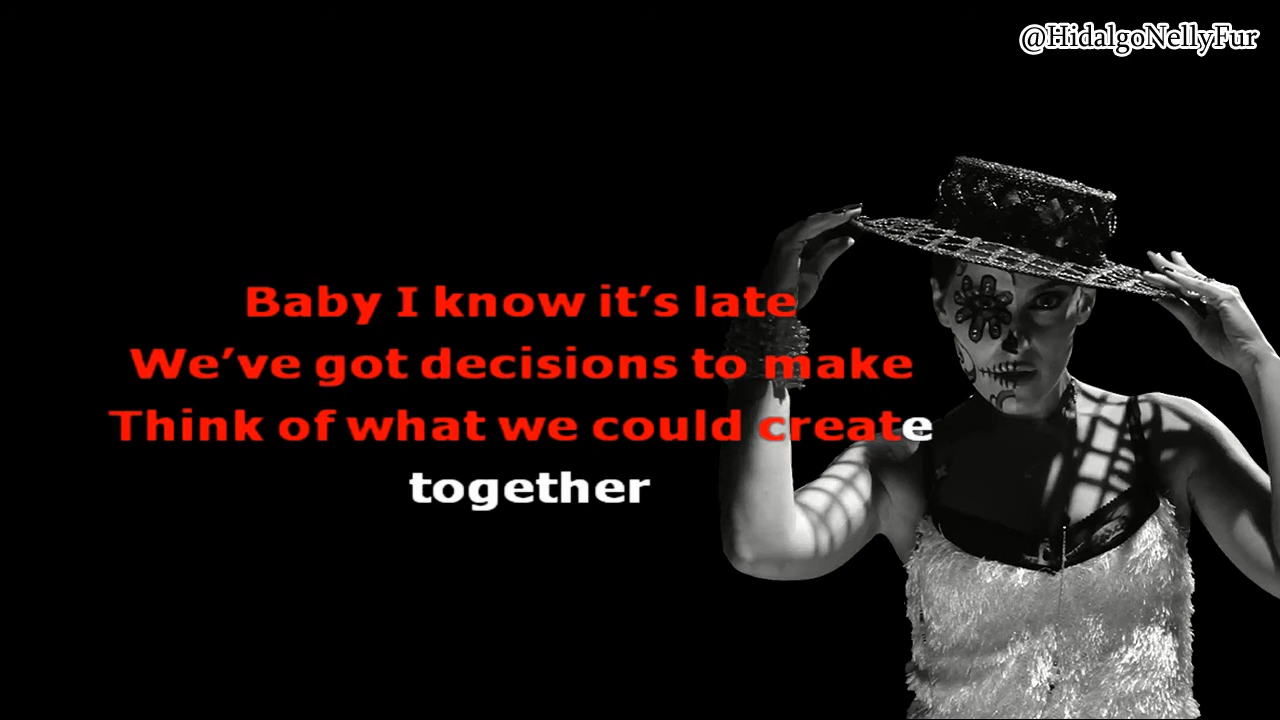 @HidalgoNellyFur
Baby I know it's late
We've got decisions to make
Think of what we could create
together